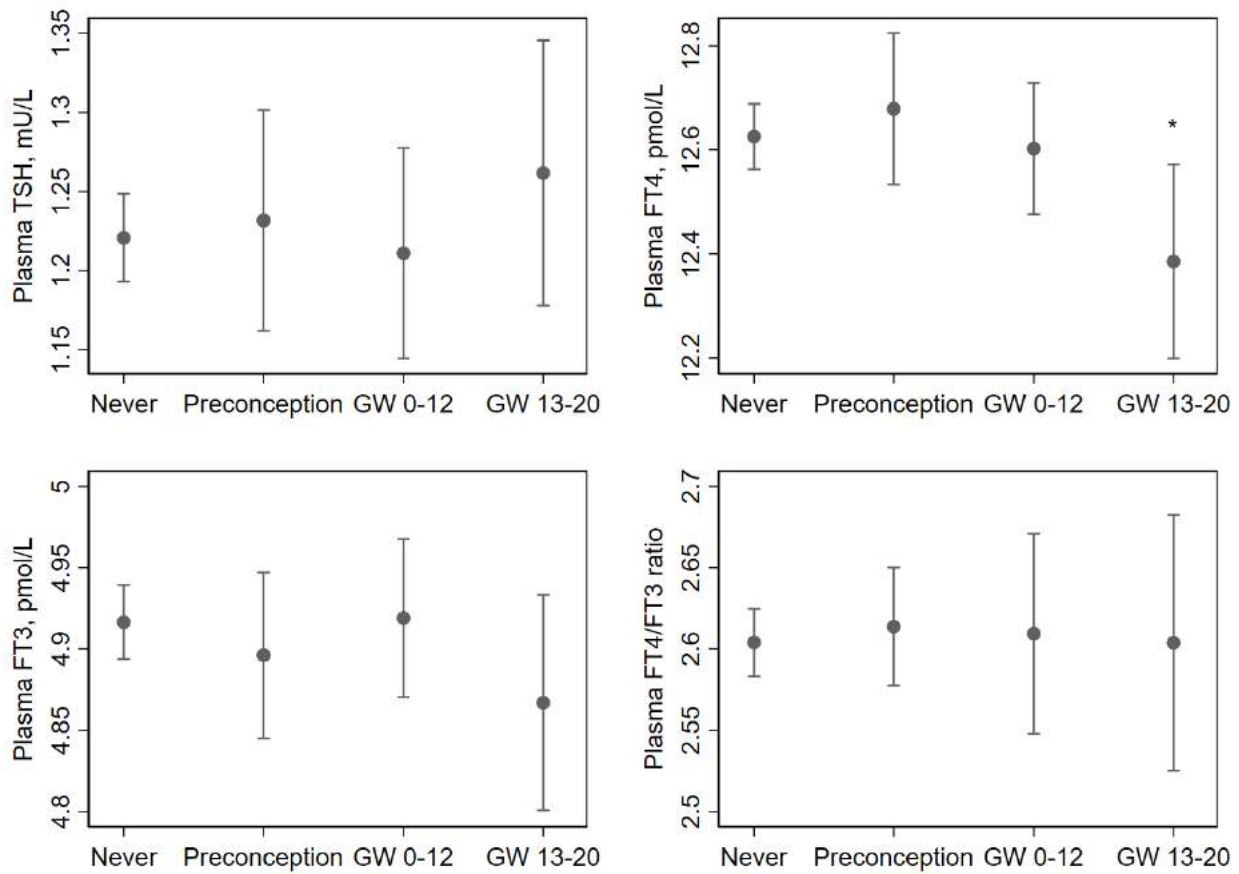 Plasma TSH, mU/L
1.35
1.3
1.25
1.2
1.15
Never Preconception GW 0-12 GW 13-20
Plasma FT4, pmol/L
12.8
12.6
12.4
12.2
*
Never Preconception GW 0-12 GW 13-20
Plasma FT3, pmol/L
5
4.95
4.9
4.85
4.8
Never Preconception GW 0-12 GW 13-20
Plasma FT4/FT3 ratio
2.7
2.65
2.6
2.55
2.5
Never Preconception GW 0-12 GW 13-20